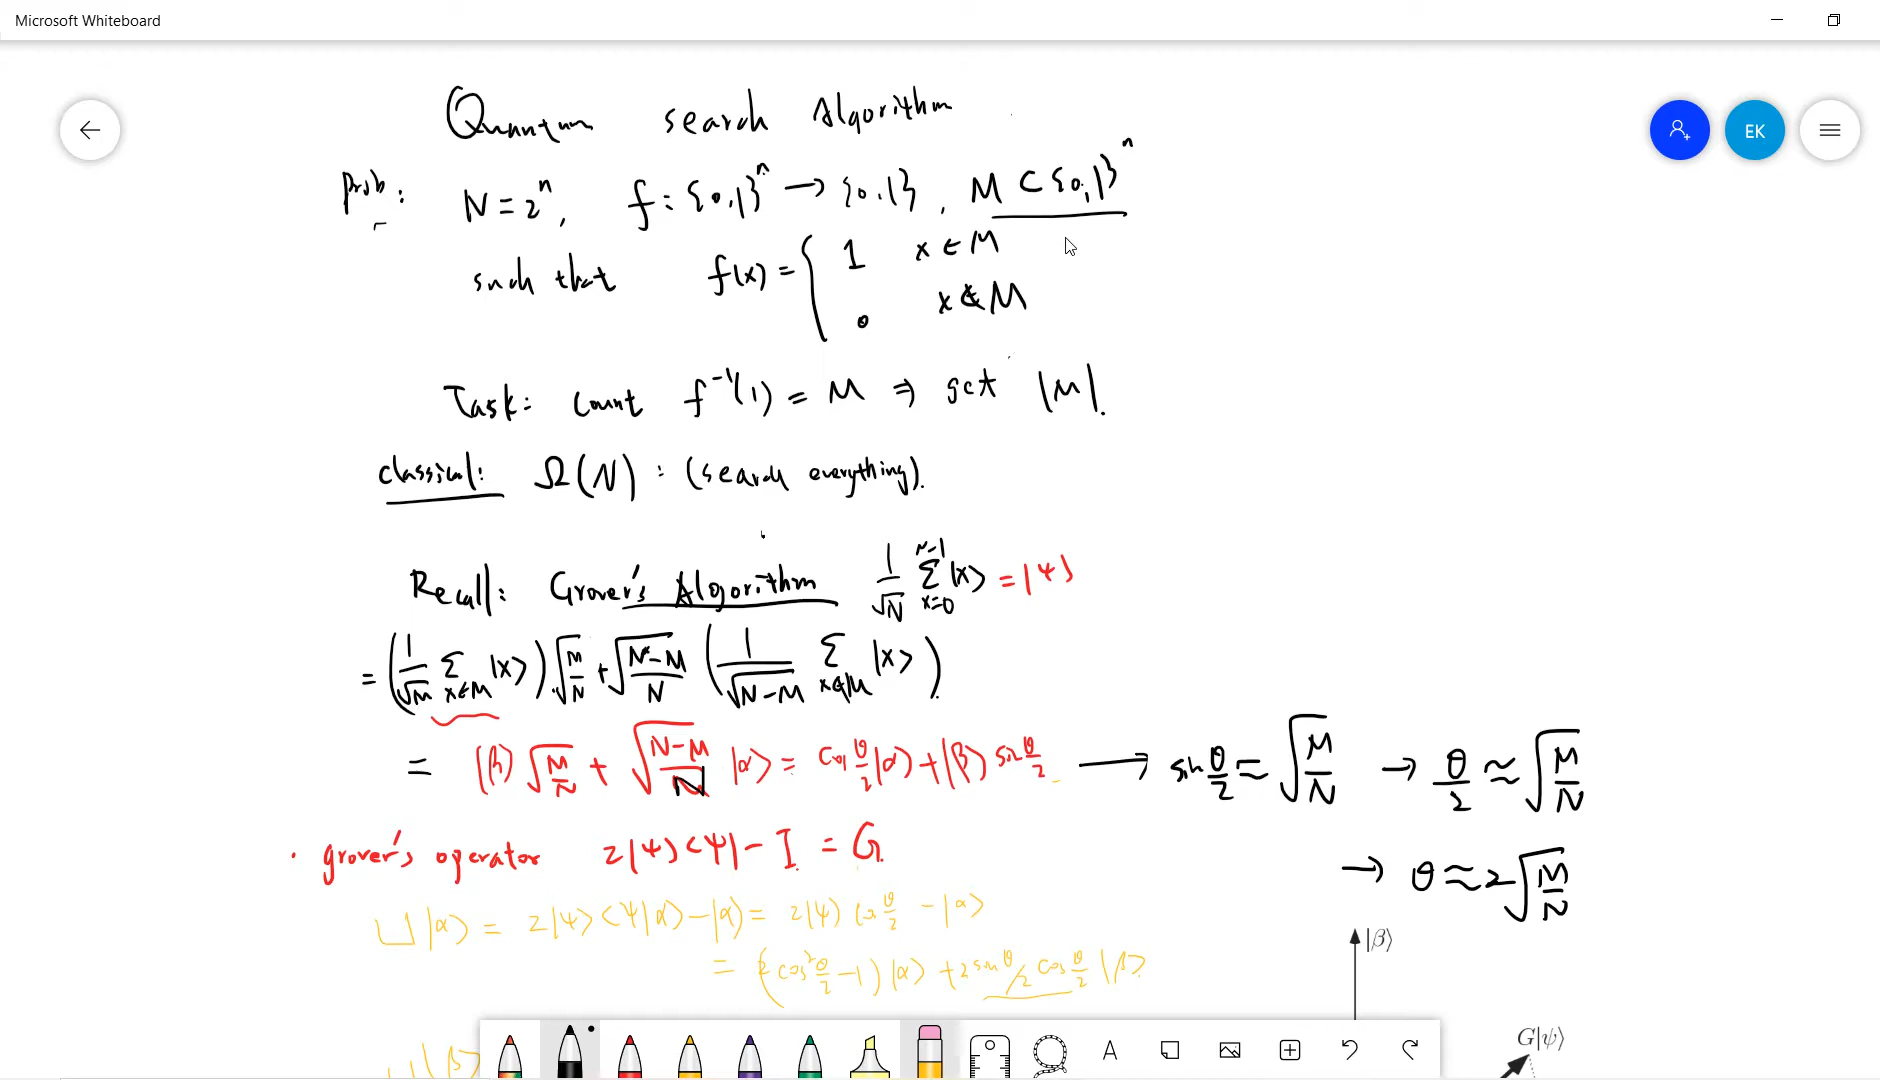 Microsoft Whiteboard
EK
Quantum search Algorithm
Prob: N = 2^n, f : {0,1}^n → {0,1}, M ⊂ {0,1}^n
such that f(x) = { 1 x ∈ M
0 x ∉ M
Task: count f^-1(1) = M ⇒ get |M|.
classical: Ω(N) : (search everything).
Recall: Grover's Algorithm 1/√N Σ_{x=0}^{N-1} |x⟩ = |ψ⟩
= (1/√M Σ_{x∈M} |x⟩) √(M/N) + √((N-M)/N) (1/√(N-M) Σ_{x∉M} |x⟩)
= |β⟩ √(M/N) + √((N-M)/N) |α⟩ = cos θ/2 |α⟩ + |β⟩ sin θ/2 → sin θ/2 = √(M/N) → θ/2 ≈ √(M/N)
· grover's operator 2|ψ⟩⟨ψ| - I = G
→ θ ≈ 2√(M/N)
U|α⟩ = 2|ψ⟩⟨ψ|α⟩ - |α⟩ = 2|ψ⟩ cos θ/2 - |α⟩
|β⟩
= (2cos² θ/2 - 1)|α⟩ + 2 sin θ/2 cos θ/2 |β⟩
G|ψ⟩
U|β⟩
A